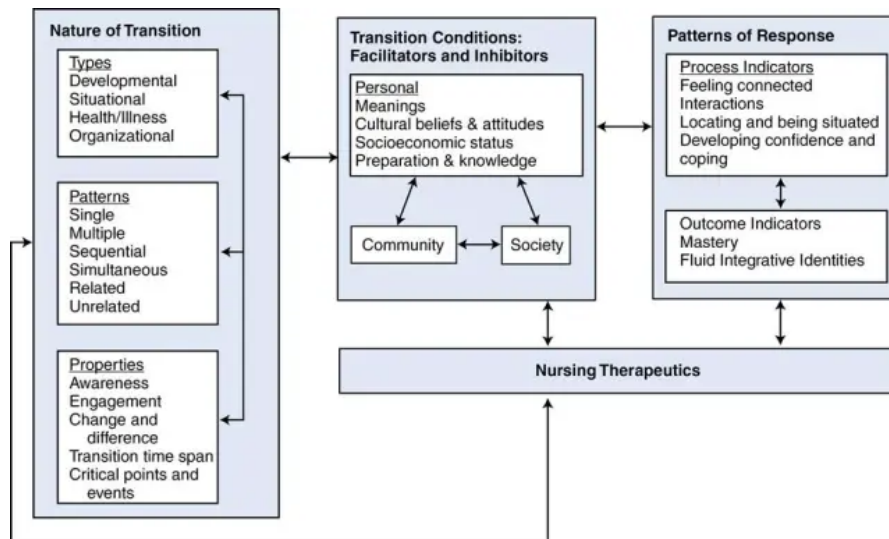 Nature of Transition
Types
Developmental
Situational
Health/Illness
Organizational
Patterns
Single
Multiple
Sequential
Simultaneous
Related
Unrelated
Properties
Awareness
Engagement
Change and
difference
Transition time span
Critical points and
events
Transition Conditions:
Facilitators and Inhibitors
Personal
Meanings
Cultural beliefs & attitudes
Socioeconomic status
Preparation & knowledge
Community
Society
Patterns of Response
Process Indicators
Feeling connected
Interactions
Locating and being situated
Developing confidence and
coping
Outcome Indicators
Mastery
Fluid Integrative Identities
Nursing Therapeutics